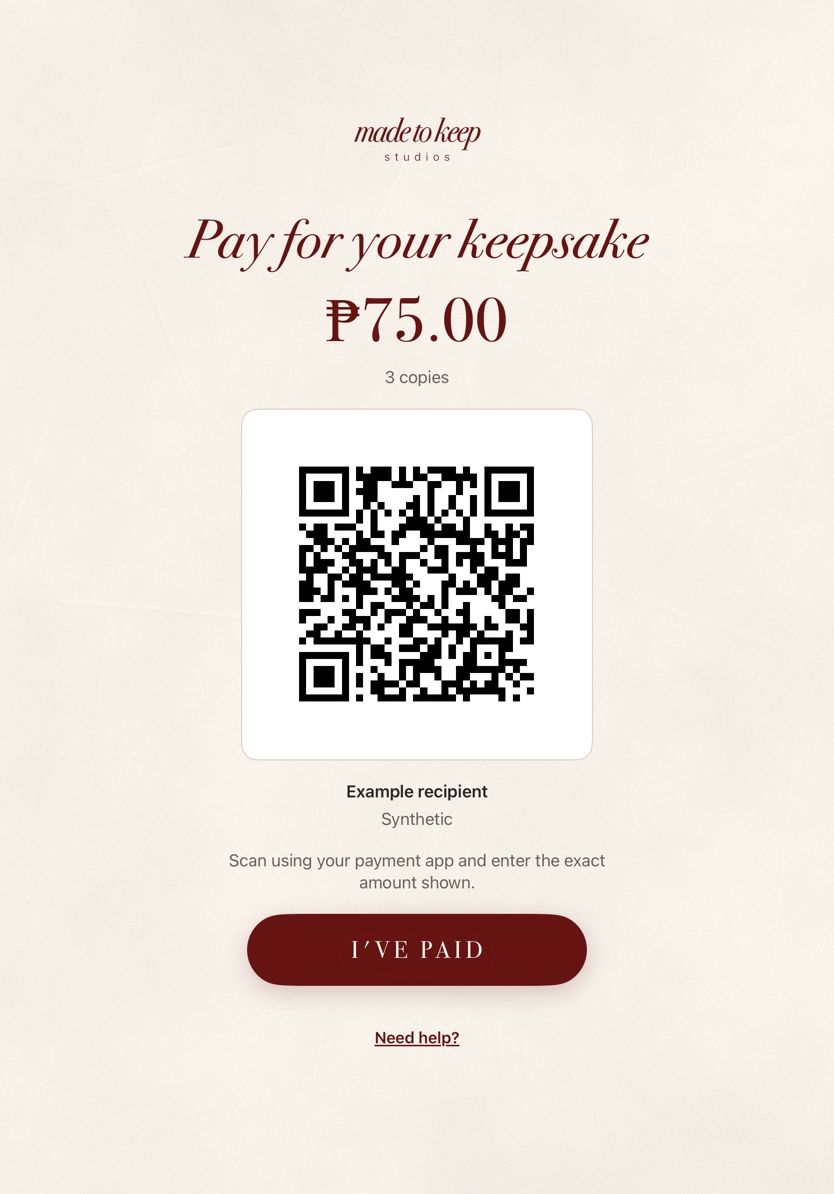 made to keep
studios
Pay for your keepsake
₱75.00
3 copies
Example recipient
Synthetic
Scan using your payment app and enter the exact
amount shown.
I'VE PAID
Need help?